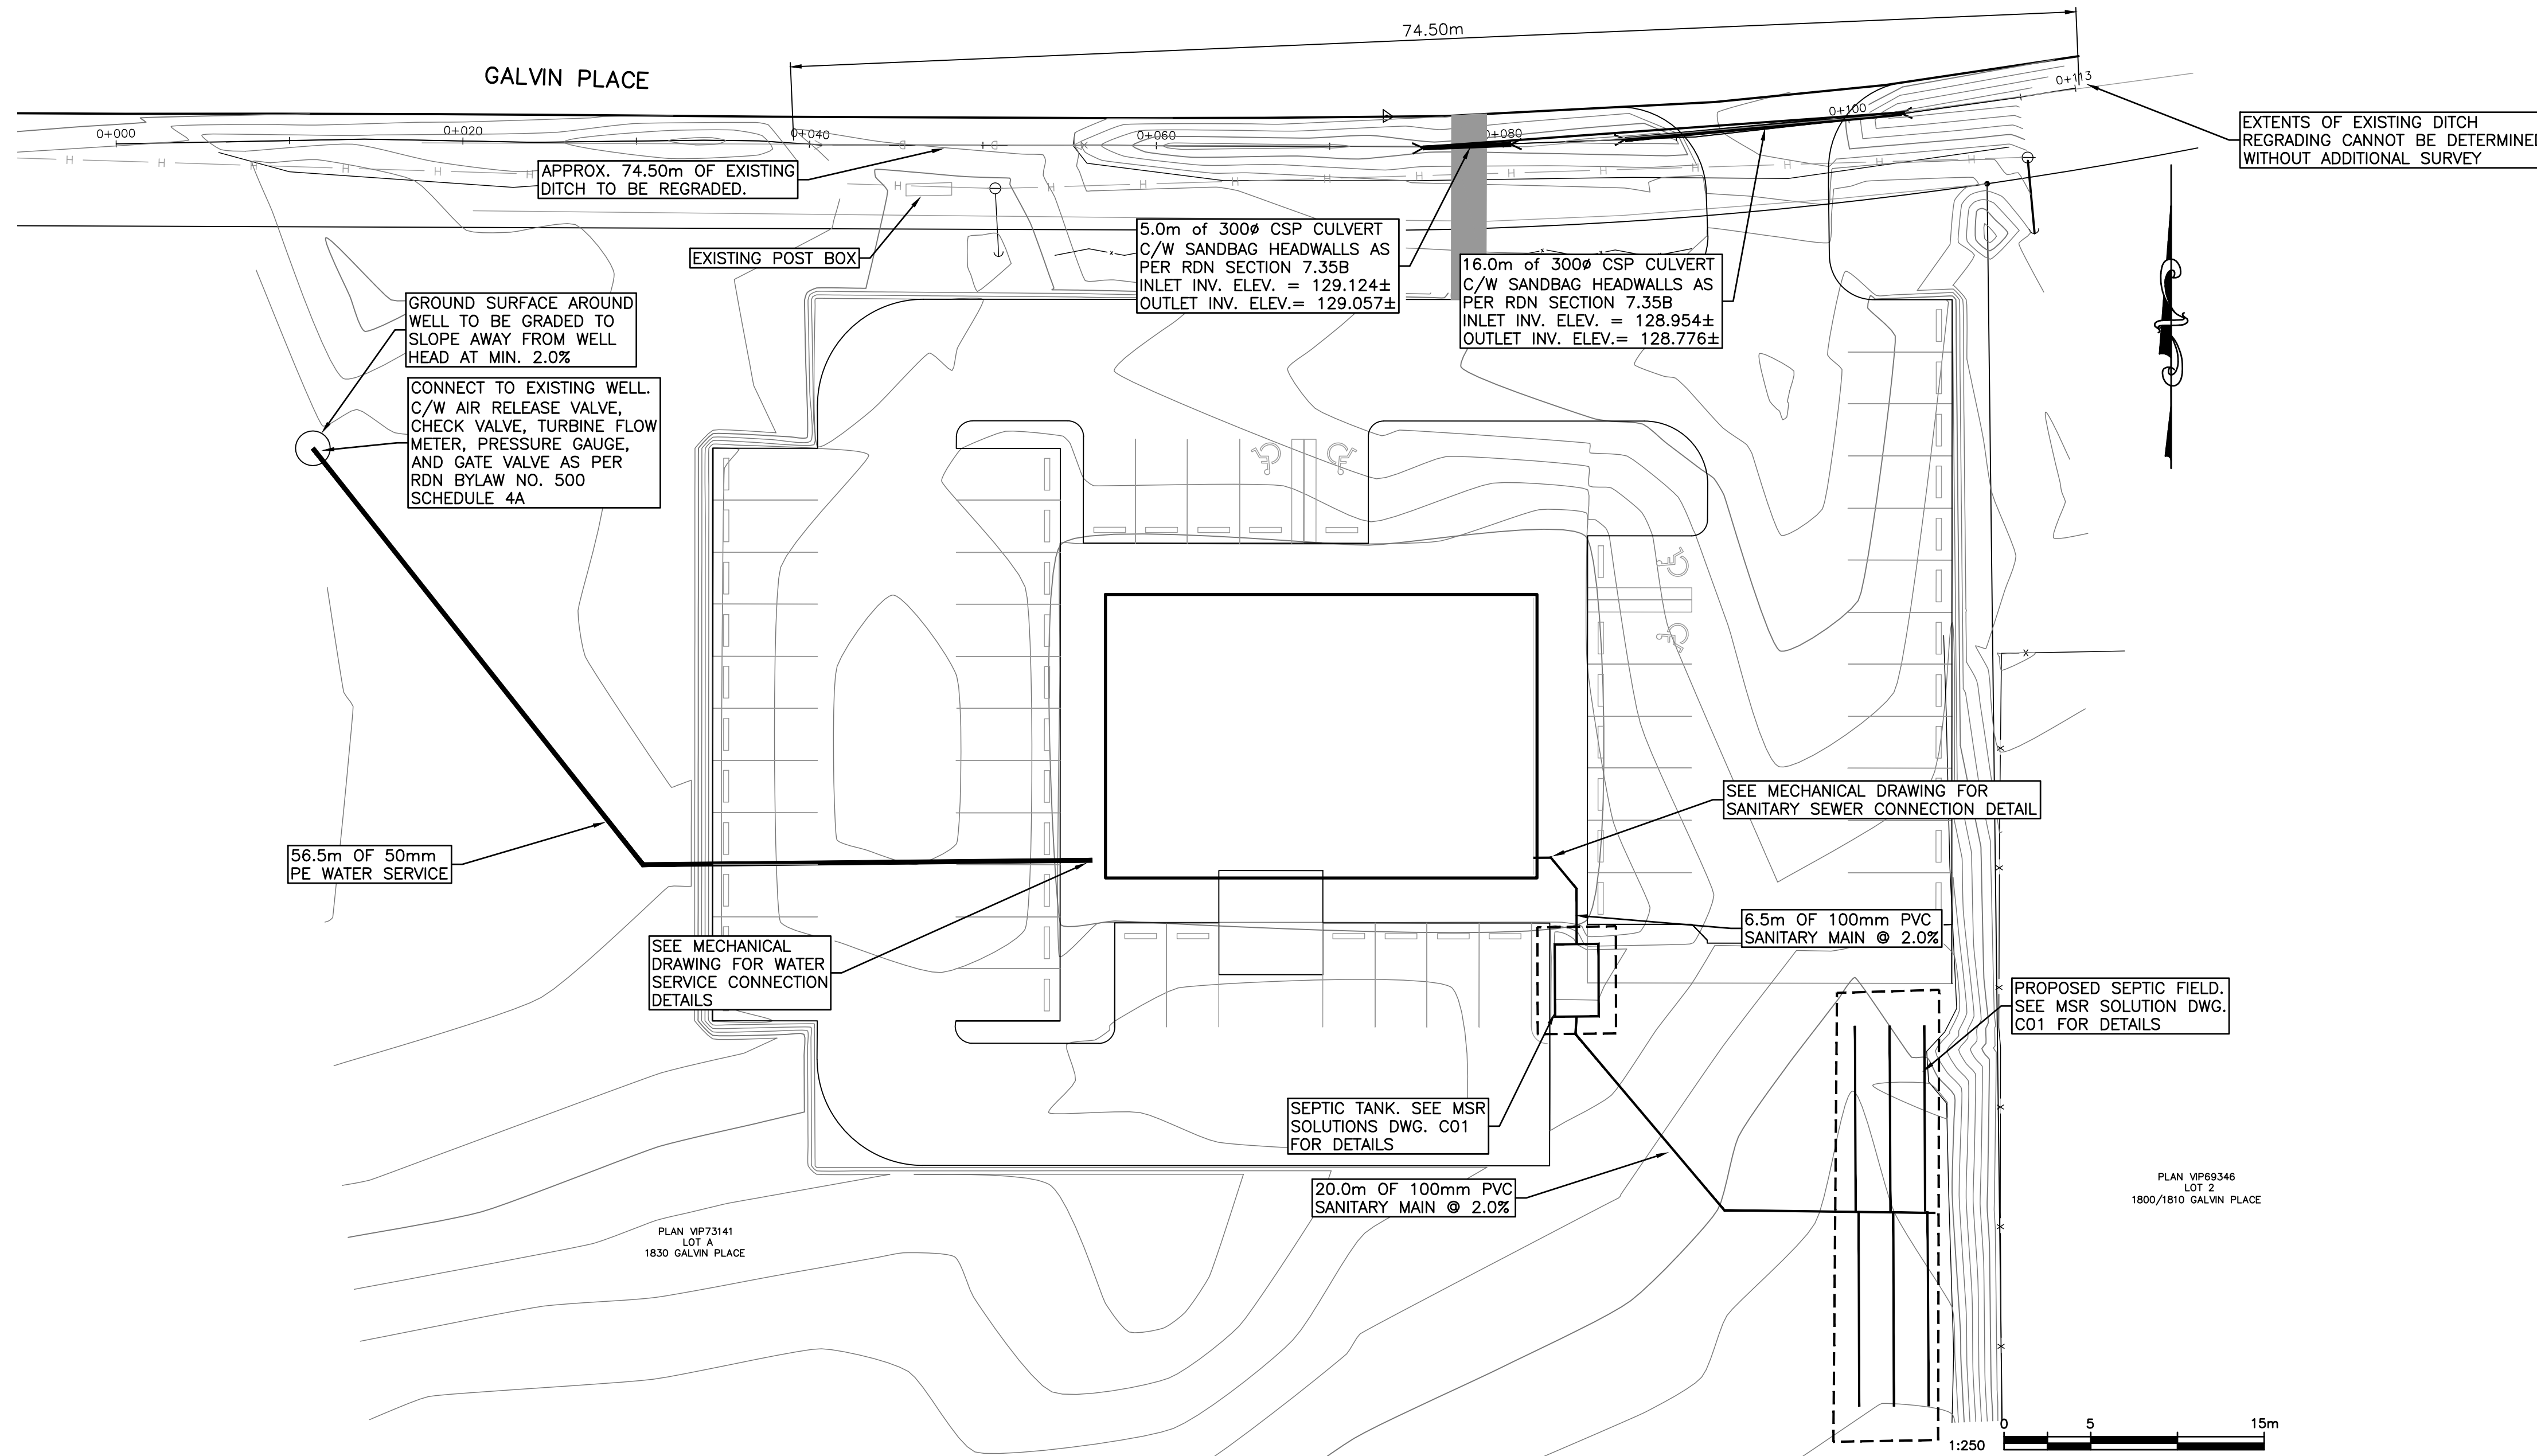 74.50m
GALVIN PLACE
0+000
0+020
0+040
0+060
0+080
0+100
0+113
EXTENTS OF EXISTING DITCH
REGRADING CANNOT BE DETERMINED
WITHOUT ADDITIONAL SURVEY
APPROX. 74.50m OF EXISTING
DITCH TO BE REGRADED.
EXISTING POST BOX
5.0m of 300ø CSP CULVERT
C/W SANDBAG HEADWALLS AS
PER RDN SECTION 7.35B
INLET INV. ELEV. = 129.124±
OUTLET INV. ELEV.= 129.057±
16.0m of 300ø CSP CULVERT
C/W SANDBAG HEADWALLS AS
PER RDN SECTION 7.35B
INLET INV. ELEV. = 128.954±
OUTLET INV. ELEV.= 128.776±
GROUND SURFACE AROUND
WELL TO BE GRADED TO
SLOPE AWAY FROM WELL
HEAD AT MIN. 2.0%
CONNECT TO EXISTING WELL.
C/W AIR RELEASE VALVE,
CHECK VALVE, TURBINE FLOW
METER, PRESSURE GAUGE,
AND GATE VALVE AS PER
RDN BYLAW NO. 500
SCHEDULE 4A
56.5m OF 50mm
PE WATER SERVICE
SEE MECHANICAL DRAWING FOR
SANITARY SEWER CONNECTION DETAIL
6.5m OF 100mm PVC
SANITARY MAIN @ 2.0%
SEE MECHANICAL
DRAWING FOR WATER
SERVICE CONNECTION
DETAILS
PROPOSED SEPTIC FIELD.
SEE MSR SOLUTION DWG.
C01 FOR DETAILS
SEPTIC TANK. SEE MSR
SOLUTIONS DWG. C01
FOR DETAILS
20.0m OF 100mm PVC
SANITARY MAIN @ 2.0%
PLAN VIP69346
LOT 2
1800/1810 GALVIN PLACE
PLAN VIP73141
LOT A
1830 GALVIN PLACE
0 5 15m
1:250